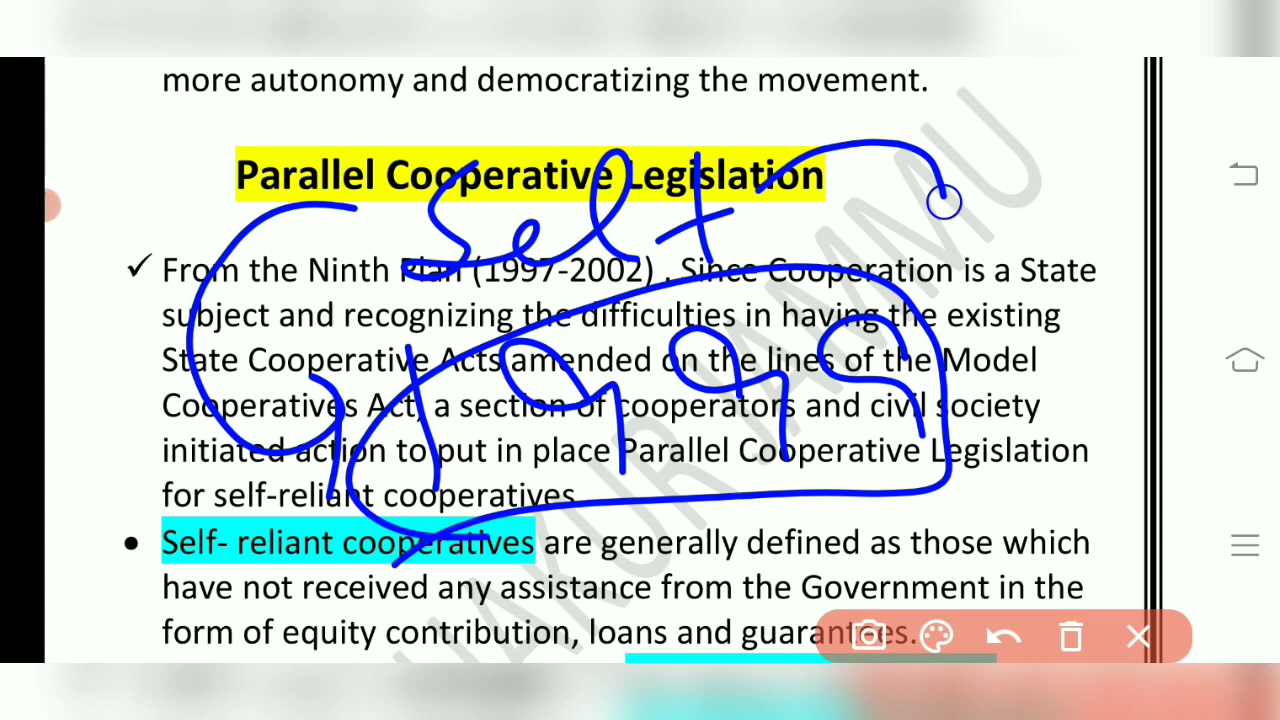 more autonomy and democratizing the movement.
Parallel Cooperative Legislation
Self
✓ From the Ninth Plan (1997-2002) . Since Cooperation is a State
subject and recognizing the difficulties in having the existing
State Cooperative Acts amended on the lines of the Model
Cooperatives Act, a section of cooperators and civil society
initiated action to put in place Parallel Cooperative Legislation
for self-reliant cooperatives
• Self- reliant cooperatives are generally defined as those which
have not received any assistance from the Government in the
form of equity contribution, loans and guarantees.
HAKUR JAMMU